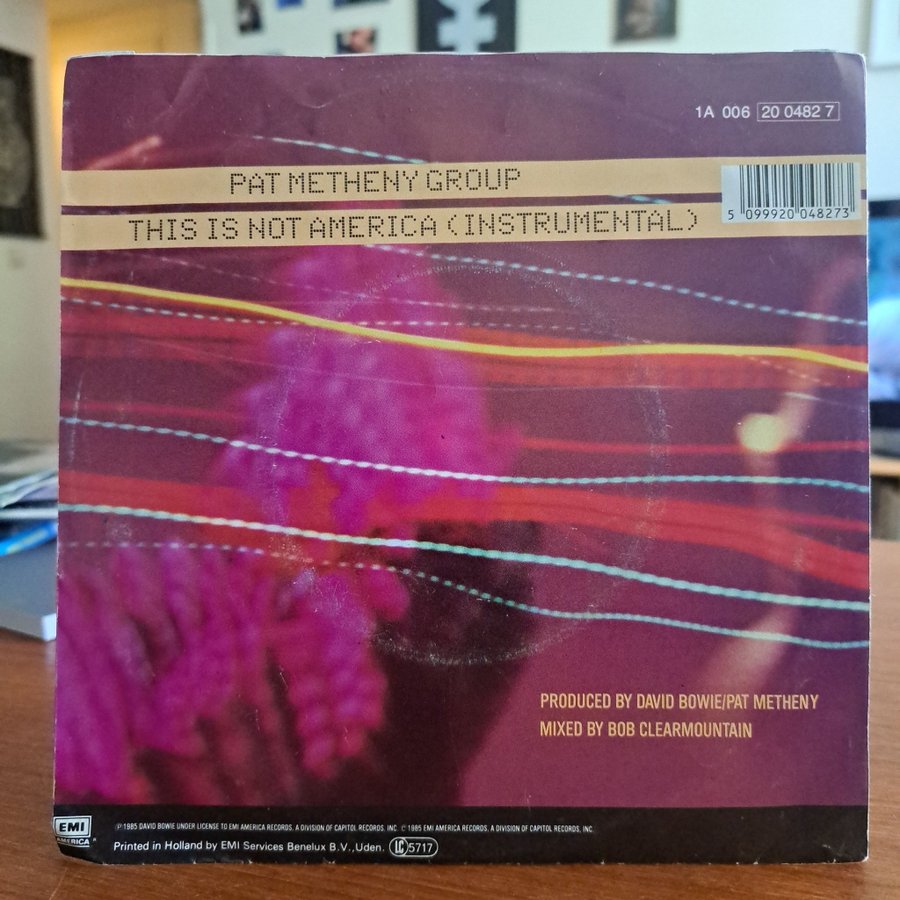 1A 006 20 0482 7
PAT METHENY GROUP
5 099920 048273
THIS IS NOT AMERICA (INSTRUMENTAL)
PRODUCED BY DAVID BOWIE/PAT METHENY
MIXED BY BOB CLEARMOUNTAIN
EMI
AMERICA
℗ 1985 DAVID BOWIE UNDER LICENSE TO EMI AMERICA RECORDS. A DIVISION OF CAPITOL RECORDS, INC. © 1985 EMI AMERICA RECORDS. A DIVISION OF CAPITOL RECORDS, INC.
Printed in Holland by EMI Services Benelux B.V.,Uden. LC 5717